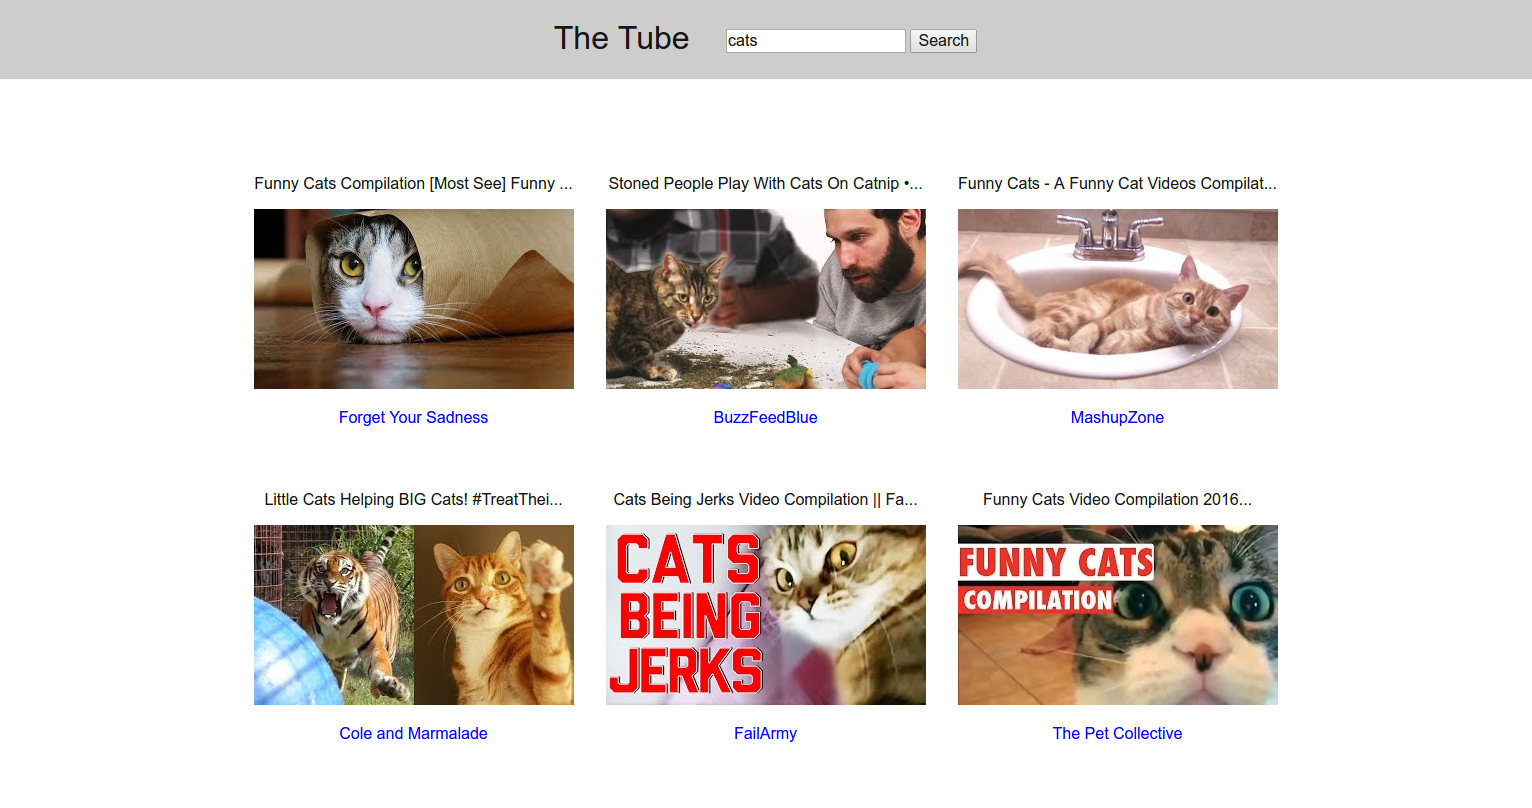 The Tube
cats
Search
Funny Cats Compilation [Most See] Funny ...
Stoned People Play With Cats On Catnip •...
Funny Cats - A Funny Cat Videos Compilat...
Forget Your Sadness
BuzzFeedBlue
MashupZone
Little Cats Helping BIG Cats! #TreatThei...
Cats Being Jerks Video Compilation || Fa...
Funny Cats Video Compilation 2016...
CATS
BEING
JERKS
FUNNY CATS
COMPILATION
Cole and Marmalade
FailArmy
The Pet Collective